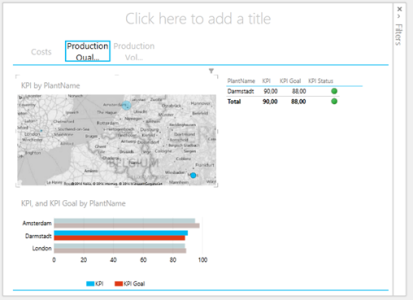 Click here to add a title
Costs
Production Qual...
Production Vol...
Filters
KPI by PlantName
PlantName KPI KPI Goal KPI Status
Darmstadt 90,00 88,00
Total 90,00 88,00
KPI, and KPI Goal by PlantName
Amsterdam
Darmstadt
London
0 20 40 60 80 100
KPI KPI Goal